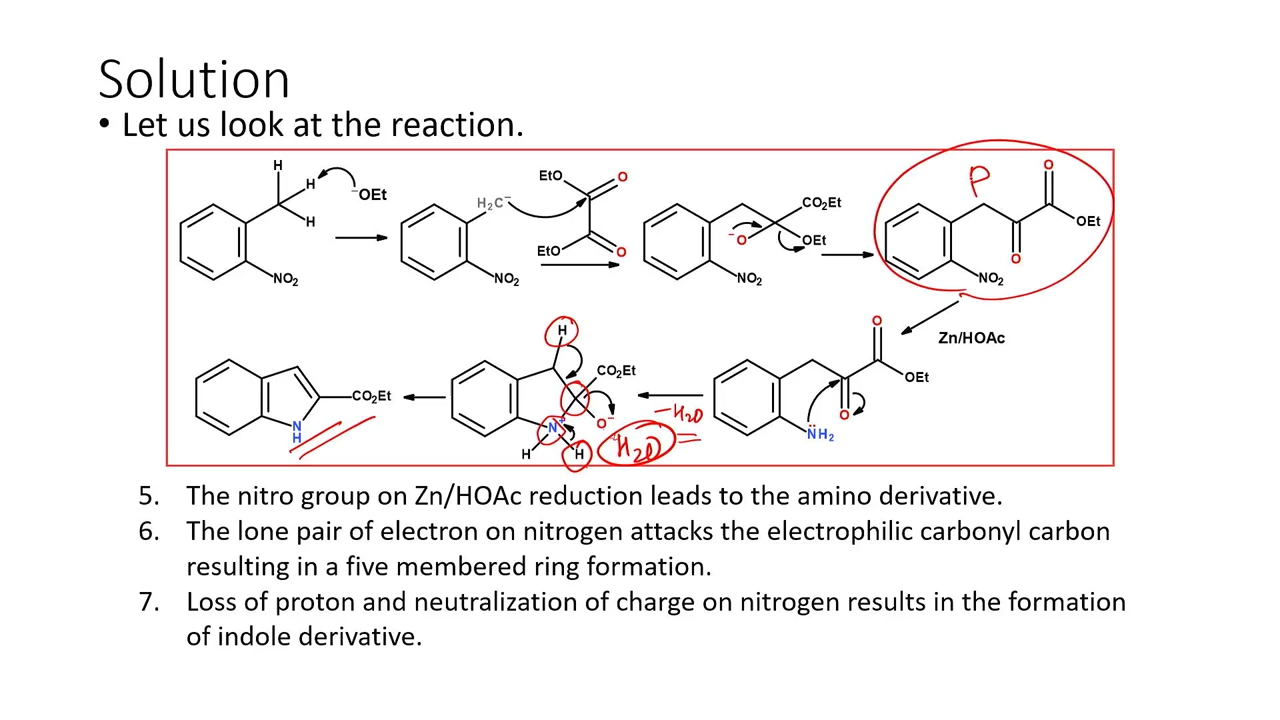 Solution
• Let us look at the reaction.
H
H
H
⁻OEt
NO₂
H₂C⁻
EtO
O
EtO
O
NO₂
CO₂Et
⁻O
OEt
NO₂
P
O
OEt
O
NO₂
Zn/HOAc
O
OEt
O
NH₂
-H₂O
H₂O
H
CO₂Et
O⁻
N⁺
H
H
CO₂Et
N
H
5. The nitro group on Zn/HOAc reduction leads to the amino derivative.
6. The lone pair of electron on nitrogen attacks the electrophilic carbonyl carbon
resulting in a five membered ring formation.
7. Loss of proton and neutralization of charge on nitrogen results in the formation
of indole derivative.